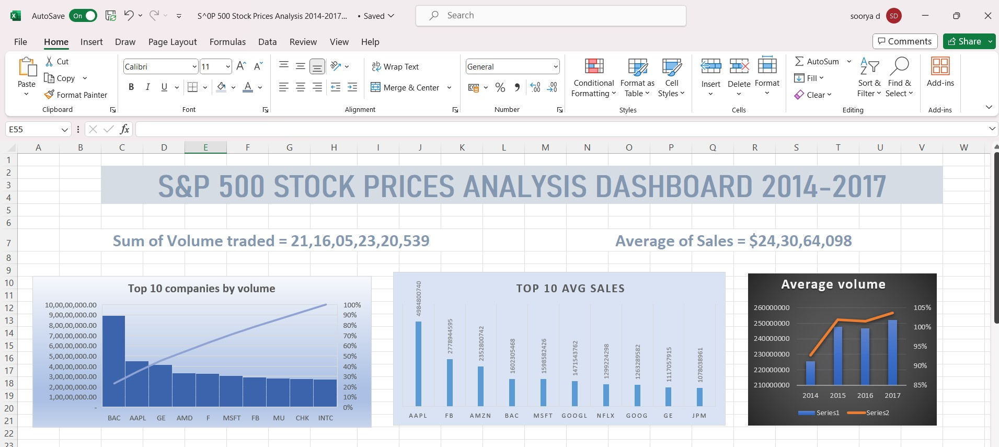 AutoSave On S^0P 500 Stock Prices Analysis 2014-2017... • Saved Search soorya d SD
File Home Insert Draw Page Layout Formulas Data Review View Help Comments Share
Paste Cut Copy Format Painter
Clipboard
Calibri 11 A A
B I U A
Font
ab Wrap Text
Merge & Center
Alignment
General
% , .00 .00
Number
Conditional Formatting Format as Table Cell Styles
Styles
Insert Delete Format
Cells
AutoSum Fill Clear Sort & Filter Find & Select
Editing
Add-ins
Add-ins
E55 fx
A B C D E F G H I J K L M N O P Q R S T U V W
1
2
3
4
5
6
7
8
9
10
11
12
13
14
15
16
17
18
19
20
21
22
23
S&P 500 STOCK PRICES ANALYSIS DASHBOARD 2014-2017
Sum of Volume traded = 21,16,05,23,20,539
Average of Sales = $24,30,64,098
Top 10 companies by volume
10,00,00,000.00 100%
9,00,00,000.00 90%
8,00,00,000.00 80%
7,00,00,000.00 70%
6,00,00,000.00 60%
5,00,00,000.00 50%
4,00,00,000.00 40%
3,00,00,000.00 30%
2,00,00,000.00 20%
1,00,00,000.00 10%
- 0%
BAC AAPL GE AMD F MSFT FB MU CHK INTC
TOP 10 AVG SALES
4984800740
2778944595
2352800742
1602305468
1598582426
1471543762
1299224298
1263289582
1117057915
1078038961
AAPL FB AMZN BAC MSFT GOOGL NFLX GOOG GE JPM
Average volume
260000000 105%
250000000 100%
240000000 95%
230000000 90%
220000000
210000000 85%
2014 2015 2016 2017
Series1 Series2